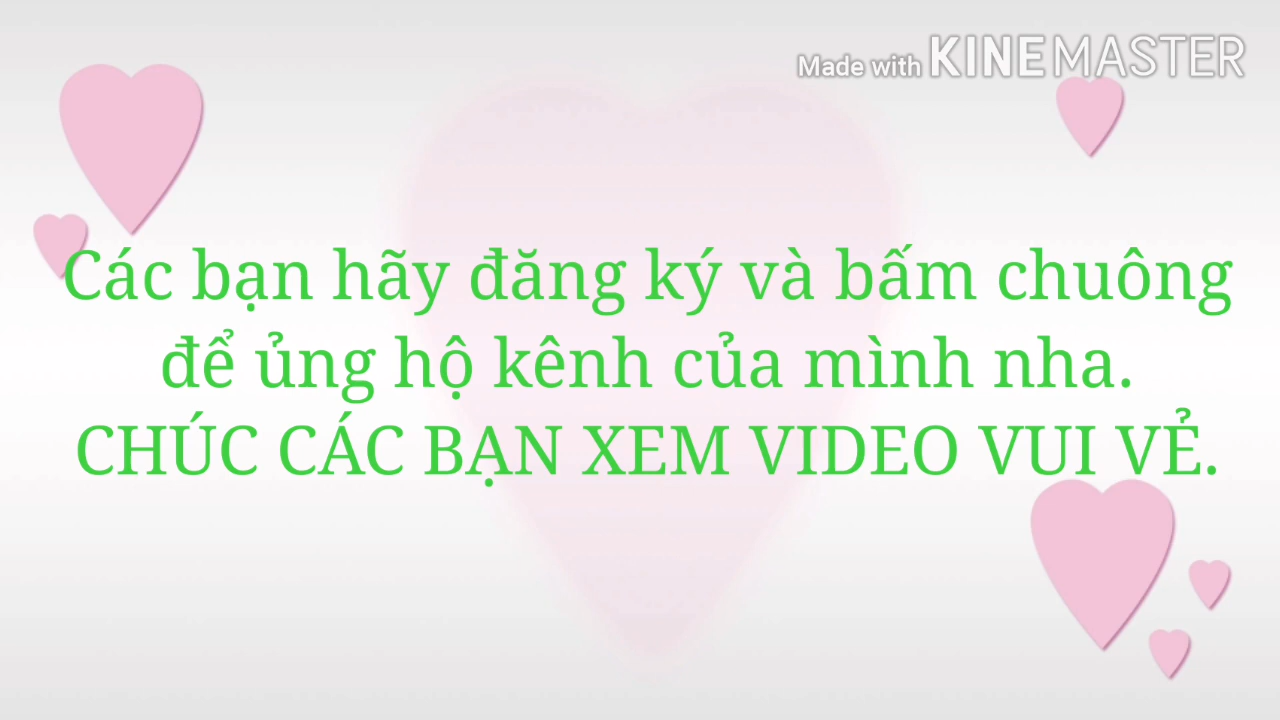 Made with KINEMASTER
Các bạn hãy đăng ký và bấm chuông
để ủng hộ kênh của mình nha.
CHÚC CÁC BẠN XEM VIDEO VUI VẺ.